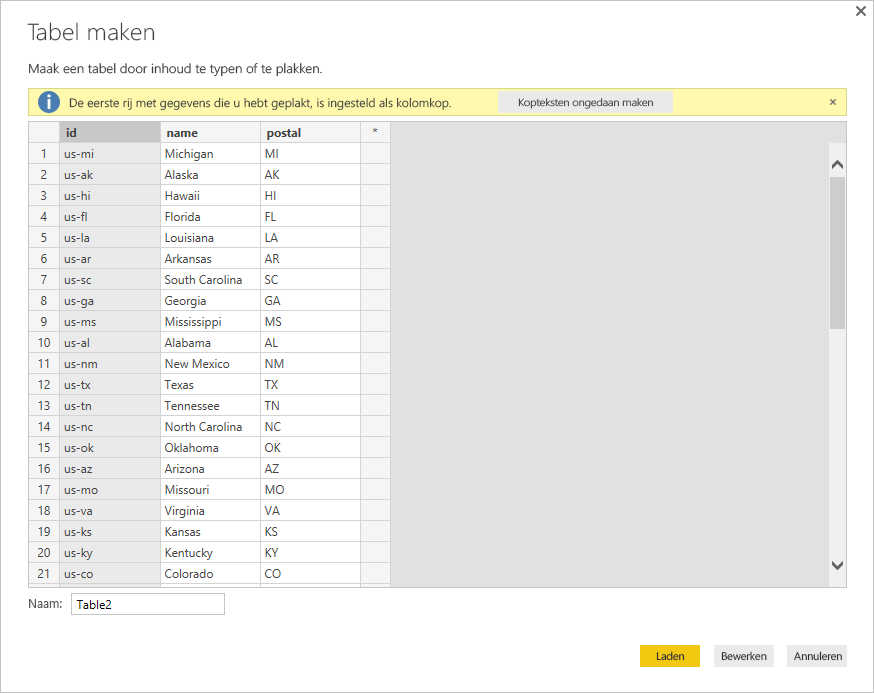 Tabel maken
Maak een tabel door inhoud te typen of te plakken.
De eerste rij met gegevens die u hebt geplakt, is ingesteld als kolomkop. Kopteksten ongedaan maken
id name postal *
1 us-mi Michigan MI
2 us-ak Alaska AK
3 us-hi Hawaii HI
4 us-fl Florida FL
5 us-la Louisiana LA
6 us-ar Arkansas AR
7 us-sc South Carolina SC
8 us-ga Georgia GA
9 us-ms Mississippi MS
10 us-al Alabama AL
11 us-nm New Mexico NM
12 us-tx Texas TX
13 us-tn Tennessee TN
14 us-nc North Carolina NC
15 us-ok Oklahoma OK
16 us-az Arizona AZ
17 us-mo Missouri MO
18 us-va Virginia VA
19 us-ks Kansas KS
20 us-ky Kentucky KY
21 us-co Colorado CO
Naam: Table2
Laden Bewerken Annuleren